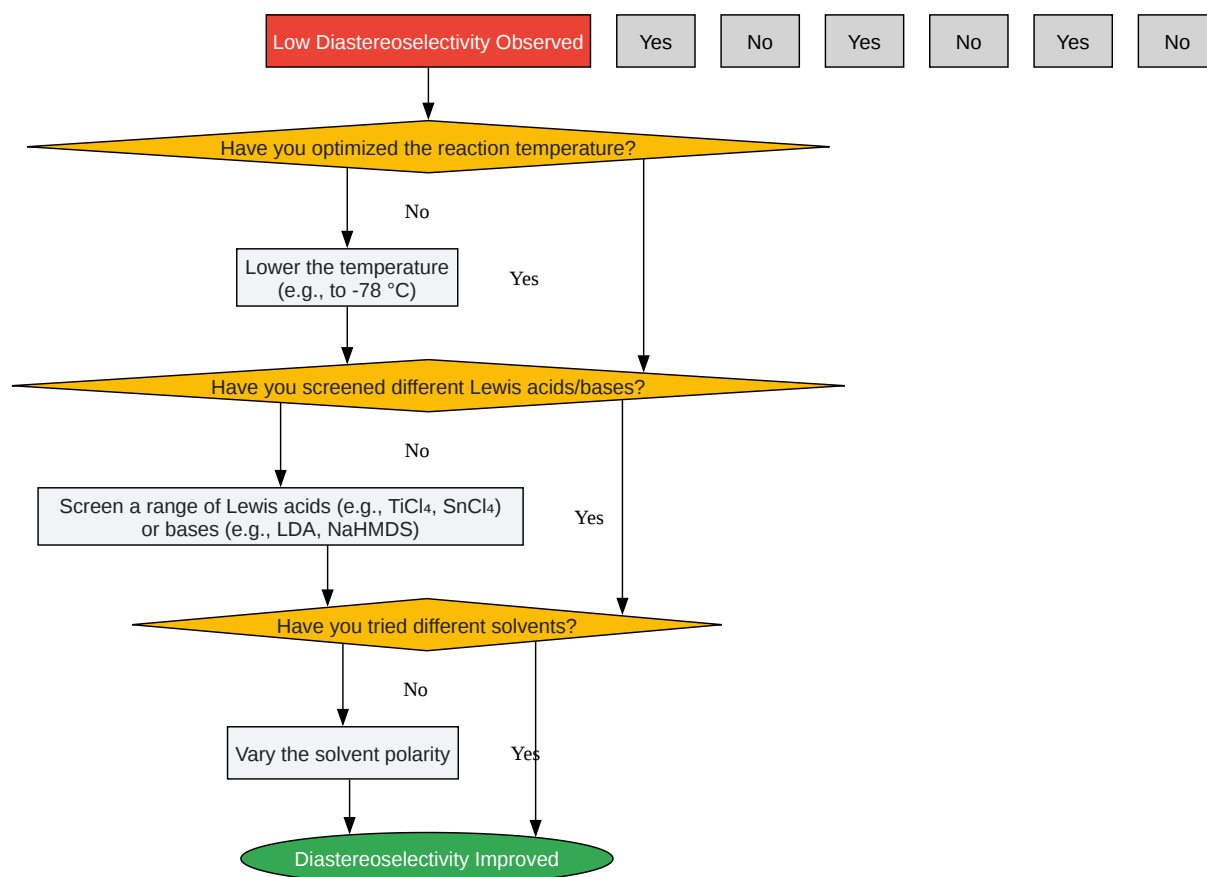 Low Diastereoselectivity Observed
Yes
No
Yes
No
Yes
No
Have you optimized the reaction temperature?
No
Lower the temperature
(e.g., to -78 °C)
Yes
Have you screened different Lewis acids/bases?
No
Screen a range of Lewis acids (e.g., TiCl₄, SnCl₄)
or bases (e.g., LDA, NaHMDS)
Yes
Have you tried different solvents?
No
Vary the solvent polarity
Yes
Diastereoselectivity Improved